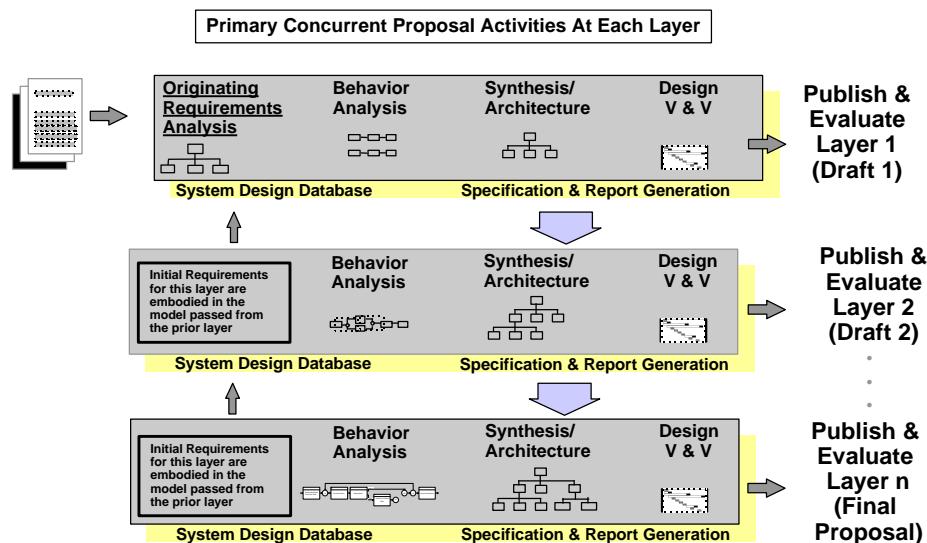 Primary Concurrent Proposal Activities At Each Layer
Originating
Requirements
Analysis
Behavior
Analysis
Synthesis/
Architecture
Design
V & V
System Design Database
Specification & Report Generation
Publish &
Evaluate
Layer 1
(Draft 1)
Initial Requirements
for this layer are
embodied in the
model passed from
the prior layer
Behavior
Analysis
Synthesis/
Architecture
Design
V & V
System Design Database
Specification & Report Generation
Publish &
Evaluate
Layer 2
(Draft 2)
Initial Requirements
for this layer are
embodied in the
model passed from
the prior layer
Behavior
Analysis
Synthesis/
Architecture
Design
V & V
System Design Database
Specification & Report Generation
Publish &
Evaluate
Layer n
(Final
Proposal)